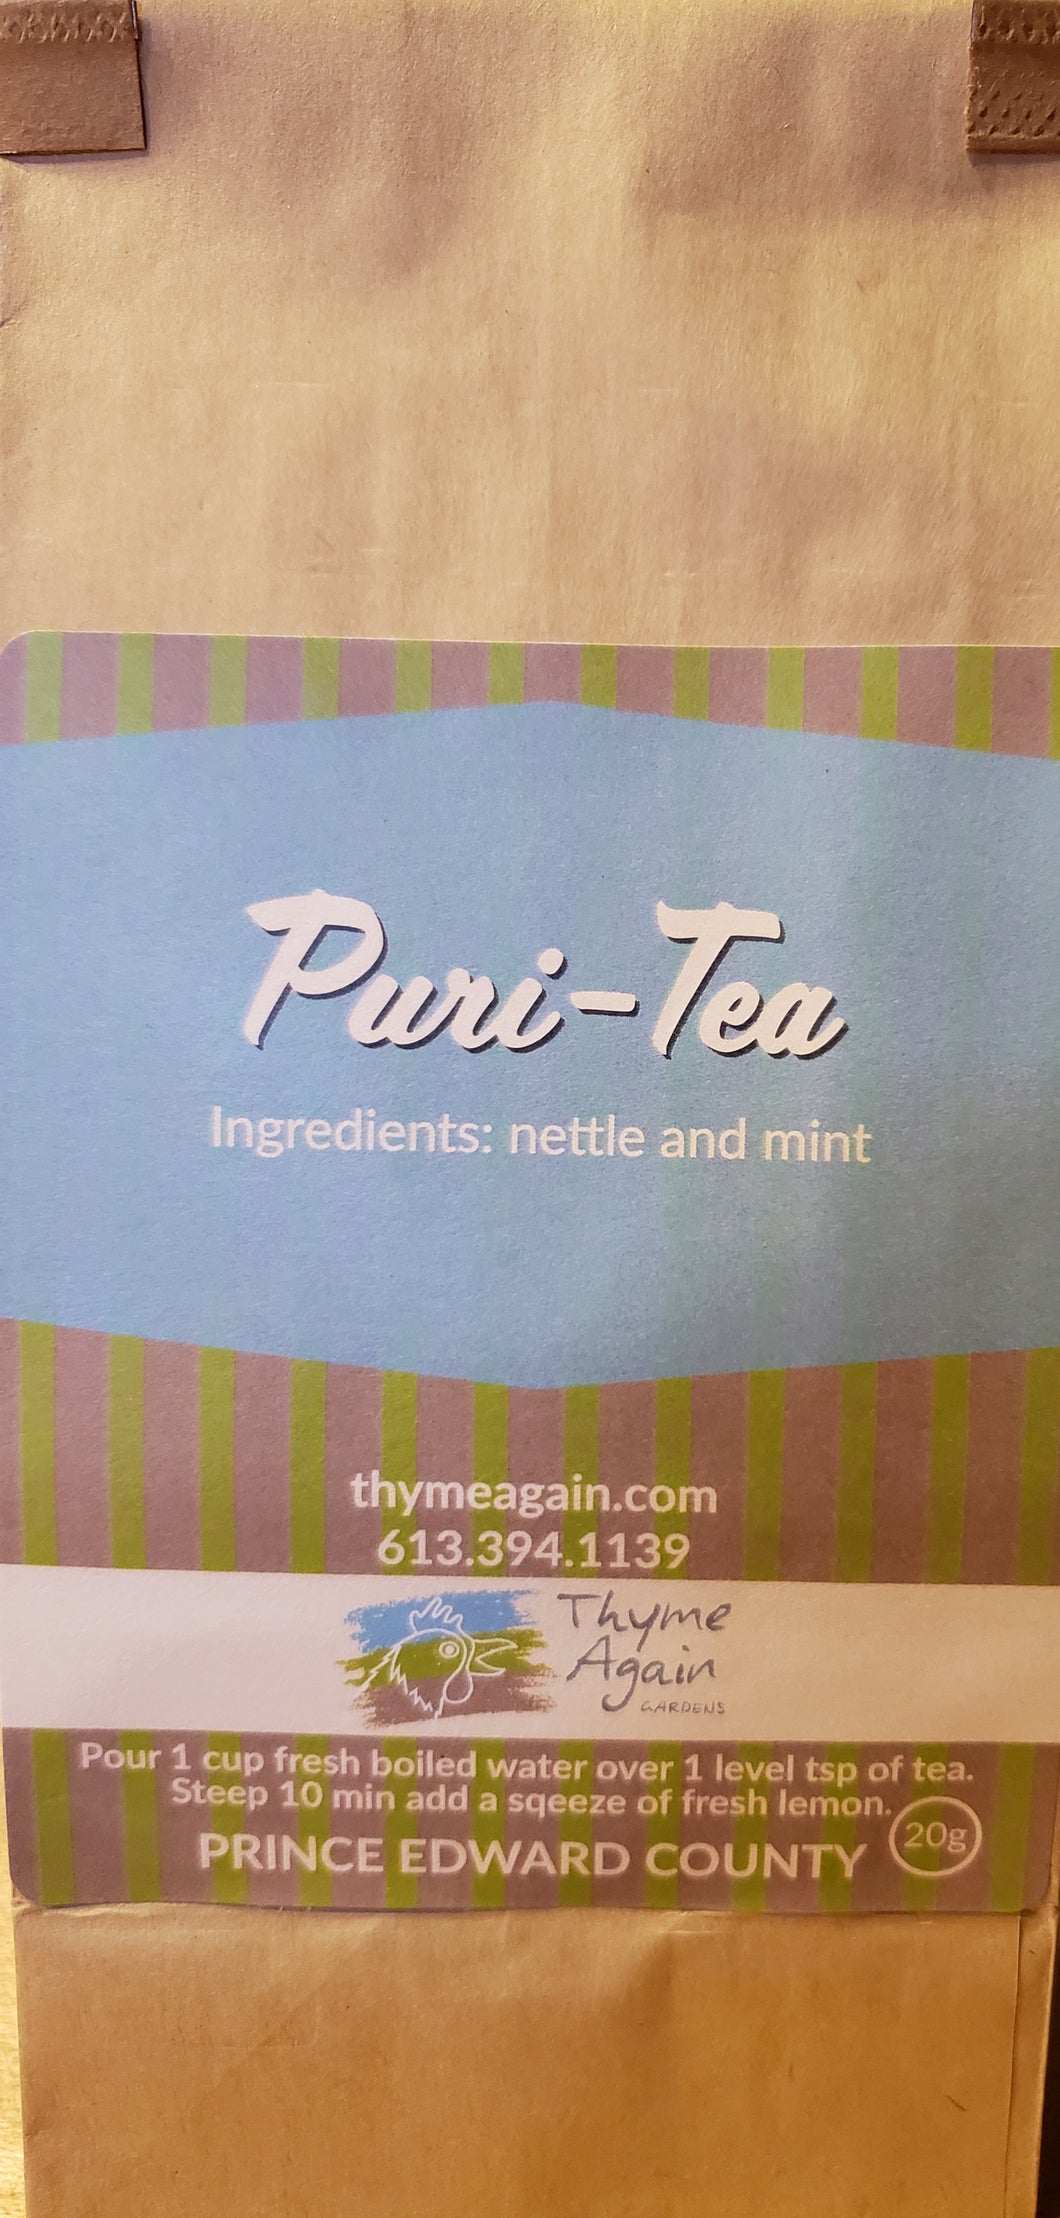 Puri-Tea
Ingredients: nettle and mint
thymeagain.com
613.394.1139
Thyme
Again
GARDENS
Pour 1 cup fresh boiled water over 1 level tsp of tea.
Steep 10 min add a sqeeze of fresh lemon.
20g
PRINCE EDWARD COUNTY